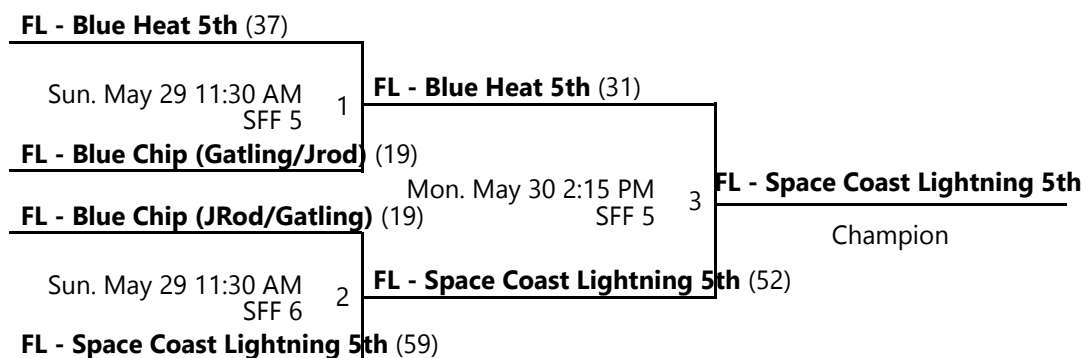 FL - Blue Heat 5th (37)
Sun. May 29 11:30 AM
SFF 5
1
FL - Blue Heat 5th (31)
FL - Blue Chip (Gatling/Jrod) (19)
Mon. May 30 2:15 PM
SFF 5
3
FL - Space Coast Lightning 5th
Champion
FL - Blue Chip (JRod/Gatling) (19)
Sun. May 29 11:30 AM
SFF 6
2
FL - Space Coast Lightning 5th (52)
FL - Space Coast Lightning 5th (59)